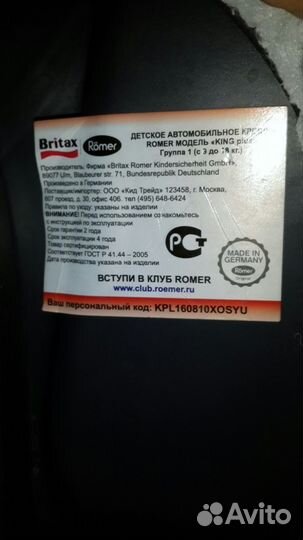 Britax
Römer
ДЕТСКОЕ АВТОМОБИЛЬНОЕ
ROMER МОДЕЛЬ «KING plus»
Группа 1 (с 9 до 18 кг.)
Производитель: Фирма «Britax Romer Kindersicherheit GmbH»,
89077 Ulm, Blaubeurer str. 71, Bundesrepublik Deutschland
Произведено в Германии
Поставщик/импортер: ООО «Кид Трейд» 123458, г. Москва,
607 проезд, д 30, офис 406. тел (495) 648-6424
Правила по уходу: указаны на изделии
ВНИМАНИЕ! Перед использованием ознакомьтесь
с инструкцией по эксплуатации
Срок гарантии 2 года
Срок эксплуатации 4 года
Товар сертифицирован
Соответствует ГОСТ Р 41.44 – 2005
Дата производства указана на изделии
РСТ
MADE IN
GERMANY
Römer
ВСТУПИ В КЛУБ ROMER
www.club.roemer.ru
Ваш персональный код: KPL160810XOSYU
Avito